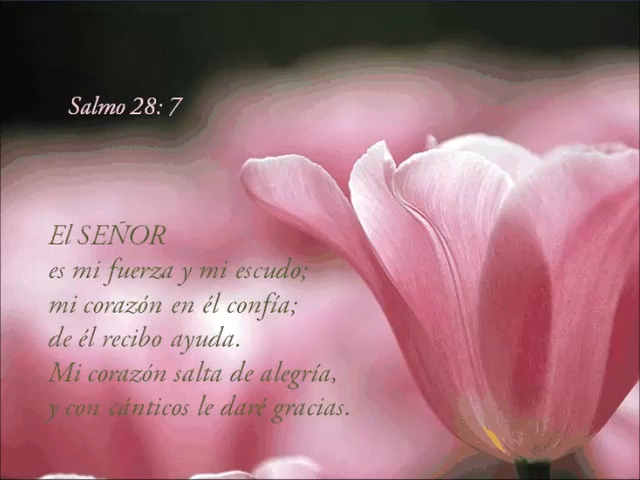 Salmo 28: 7
El SEÑOR
es mi fuerza y mi escudo;
mi corazón en él confía;
de él recibo ayuda.
Mi corazón salta de alegría,
y con cánticos le daré gracias.